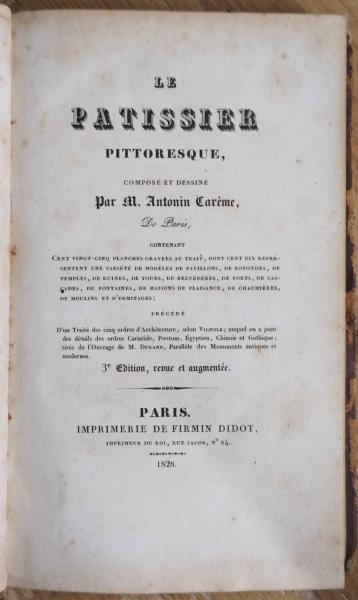 LE
PATISSIER
PITTORESQUE,
COMPOSÉ ET DESSINÉ
Par M. Antonin Carême,
De Paris,
CONTENANT
CENT VINGT-CINQ PLANCHES GRAVÉES AU TRAIT, DONT CENT DIX REPRÉ-
SENTENT UNE VARIÉTÉ DE MODÈLES DE PAVILLONS, DE ROTONDES, DE
TEMPLES, DE RUINES, DE TOURS, DE BELVÉDÈRES, DE FORTS, DE CAS-
CADES, DE FONTAINES, DE MAISONS DE PLAISANCE, DE CHAUMIÈRES,
DE MOULINS ET D'ERMITAGES;
PRÉCÉDÉ
D'un Traité des cinq ordres d'Architecture, selon VIGNOLE; auquel on a joint
des détails des ordres Cariatide, Pœstum, Égyptien, Chinois et Gothique;
tirés de l'Ouvrage de M. DURAND, Parallèle des Monuments antiques et
modernes.
3e Edition, revue et augmentée.
PARIS.
IMPRIMERIE DE FIRMIN DIDOT,
IMPRIMEUR DU ROI, RUE JACOB, N° 24.
1828.